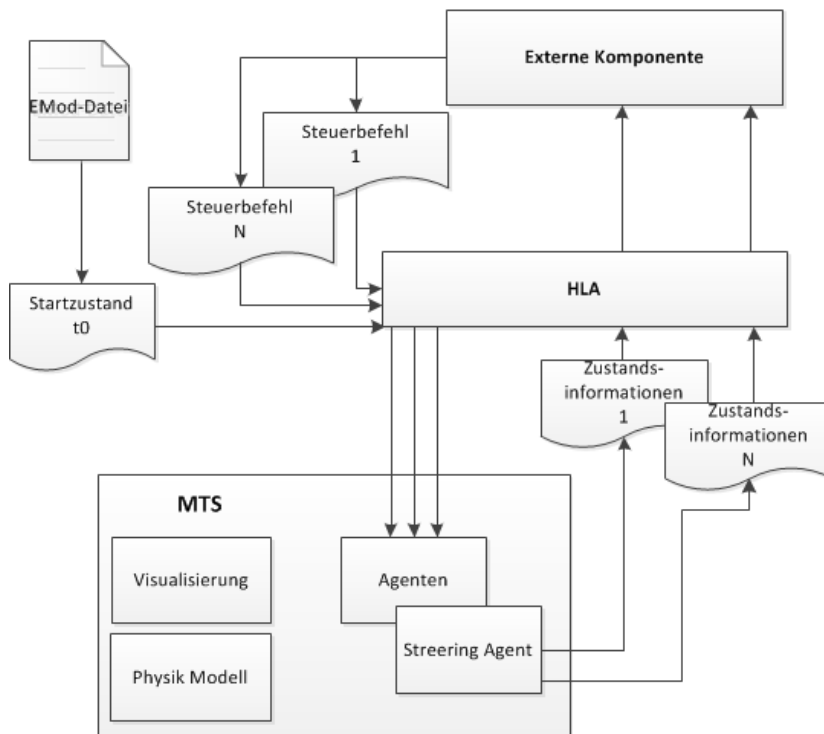 Externe Komponente
EMod-Datei
Steuerbefehl
1
Steuerbefehl
N
HLA
Startzustand
t0
Zustands-
informationen
1
Zustands-
informationen
N
MTS
Visualisierung
Agenten
Streering Agent
Physik Modell